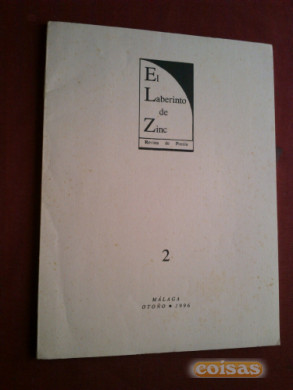 El
Laberinto
de
Zinc
Revista de Poesía
2
MÁLAGA
OTOÑO • 1996
coisas